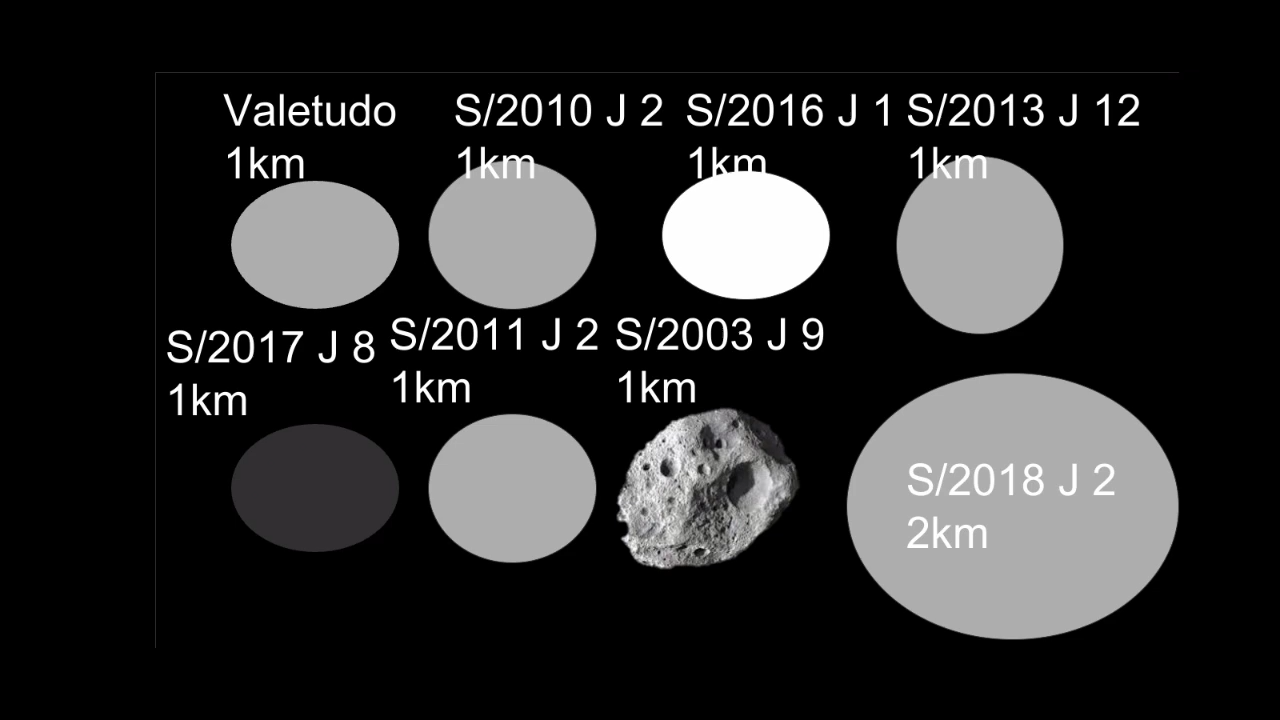 Valetudo
1km
S/2010 J 2
1km
S/2016 J 1
1km
S/2013 J 12
1km
S/2017 J 8
1km
S/2011 J 2
1km
S/2003 J 9
1km
S/2018 J 2
2km